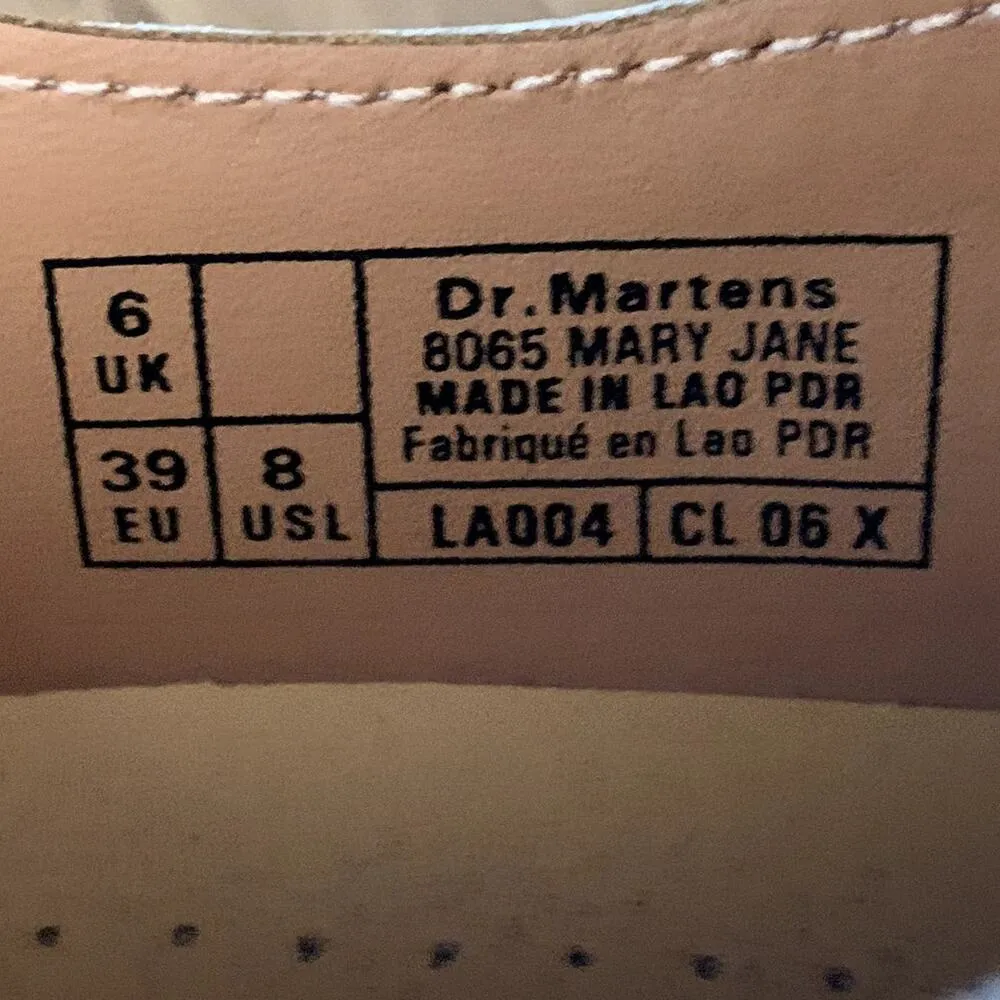 6
UK
39
EU
8
USL
Dr.Martens
8065 MARY JANE
MADE IN LAO PDR
Fabriqué en Lao PDR
LA004
CL 06 X